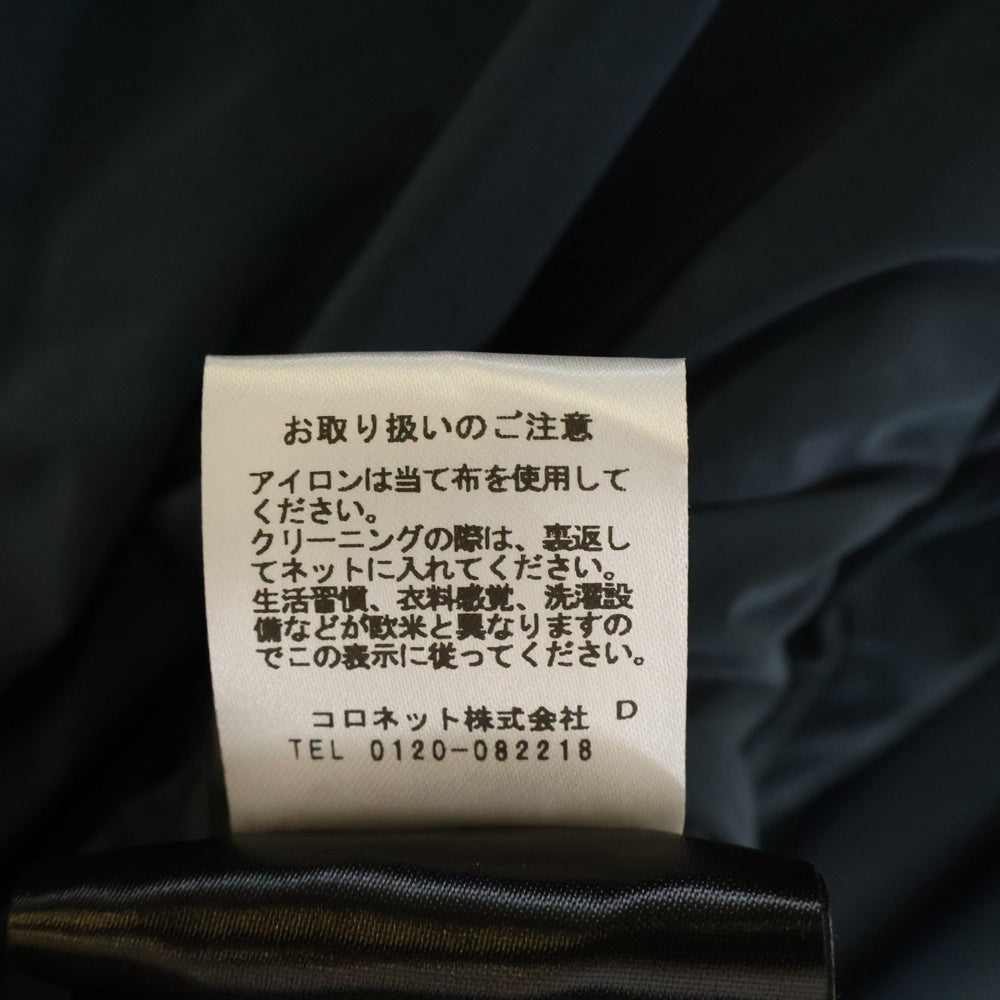 お取り扱いのご注意
アイロンは当て布を使用して
ください。
クリーニングの際は、裏返し
てネットに入れてください。
生活習慣、衣料感覚、洗濯設
備などが欧米と異なりますの
でこの表示に従ってください。
コロネット株式会社 D
TEL 0120-082218